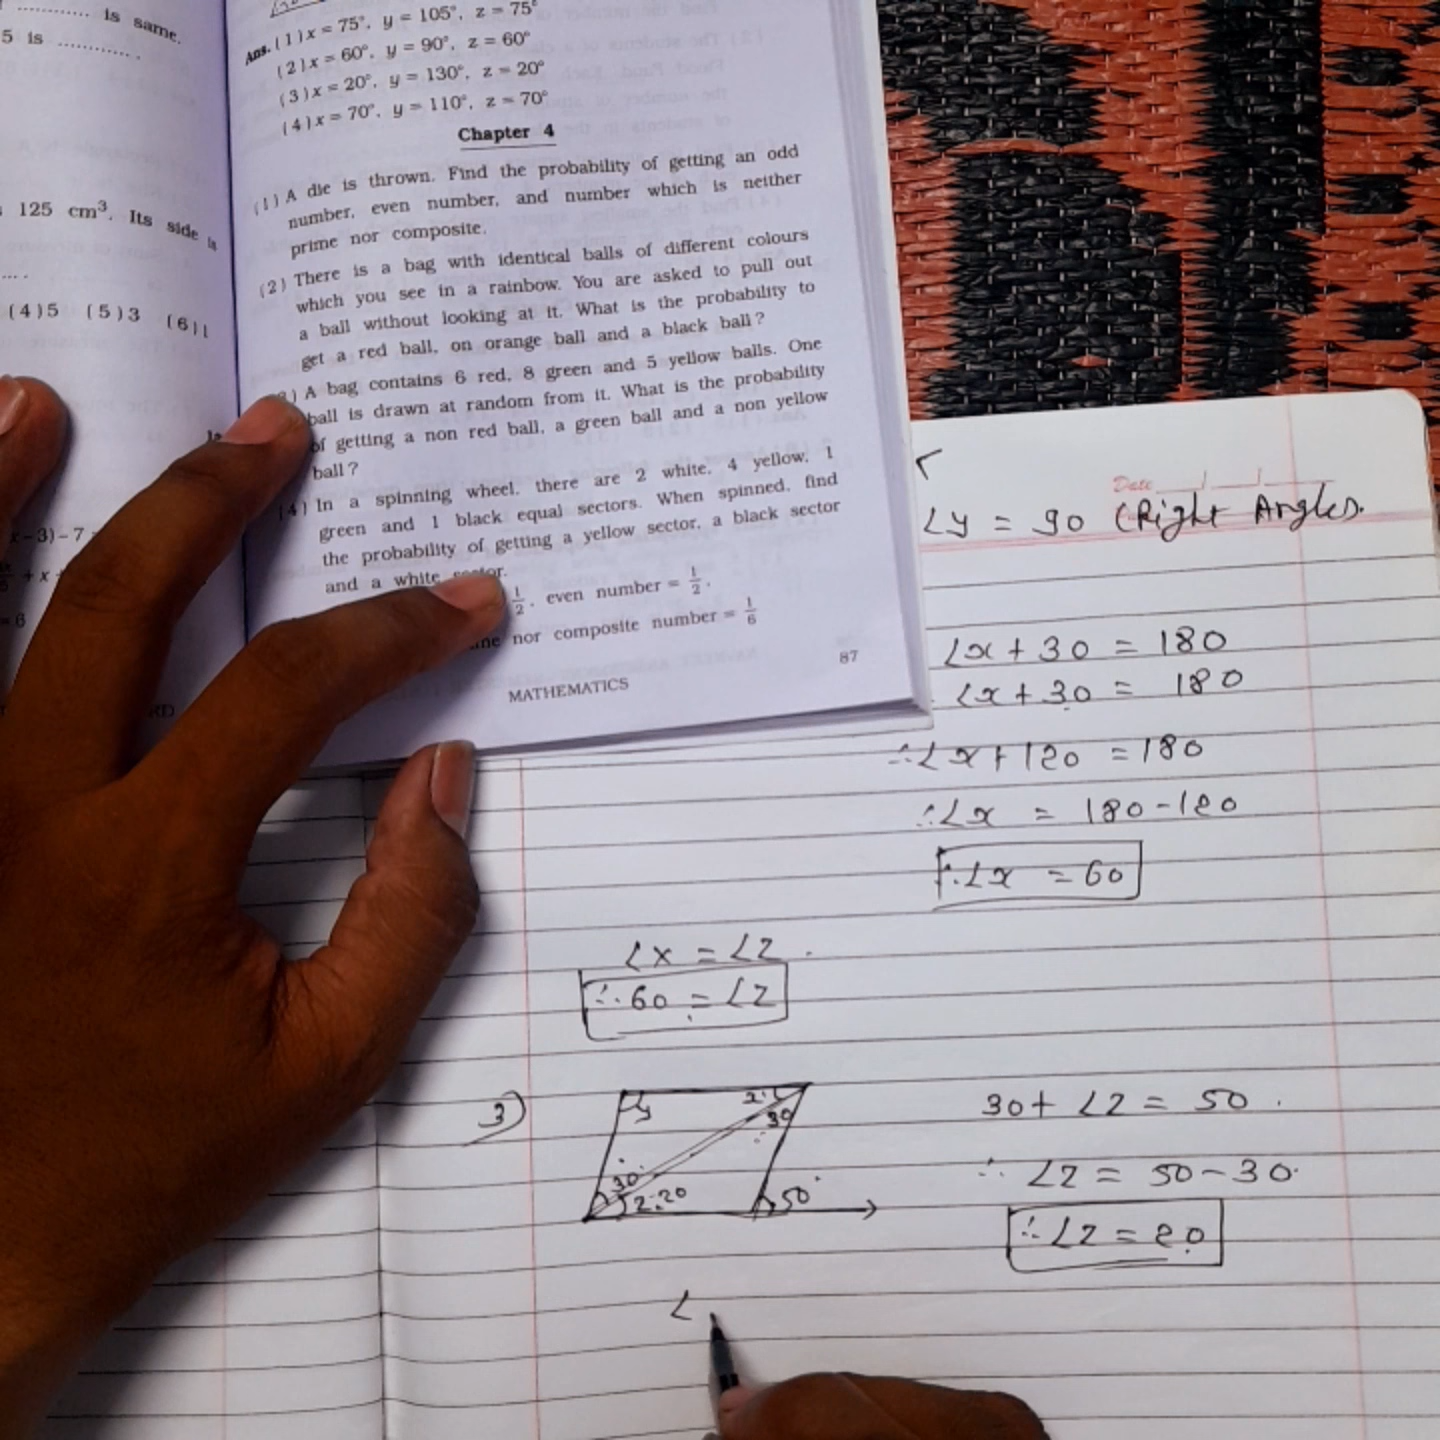 is same.
5 is
125 cm³. Its side is
(4)5 (5)3 (6)1
x-3)-7
Ans. (1) x = 75°, y = 105°, z = 75°
(2) x = 60°, y = 90°, z = 60°
(3) x = 20°, y = 130°, z = 20°
(4) x = 70°, y = 110°, z = 70°
Chapter 4
(1) A die is thrown. Find the probability of getting an odd
number, even number, and number which is neither
prime nor composite.
(2) There is a bag with identical balls of different colours
which you see in a rainbow. You are asked to pull out
a ball without looking at it. What is the probability to
get a red ball, on orange ball and a black ball?
) A bag contains 6 red, 8 green and 5 yellow balls. One
ball is drawn at random from it. What is the probability
of getting a non red ball, a green ball and a non yellow
ball?
(4) In a spinning wheel, there are 2 white, 4 yellow, 1
green and 1 black equal sectors. When spinned, find
the probability of getting a yellow sector, a black sector
and a white sector.
1/2, even number = 1/2,
nor composite number = 1/6
87
MATHEMATICS
Date
∠y = 90 (Right Angles.
∠x + 30 = 180
∠x + 30 = 180
∴ ∠x + 120 = 180
∴ ∠x = 180 - 120
∴ ∠x = 60
∠x = ∠z
∴ 60 = ∠z
3)
y
x
30
30
z=20
50
30 + ∠z = 50
∴ ∠z = 50 - 30
∴ ∠z = 20
∠